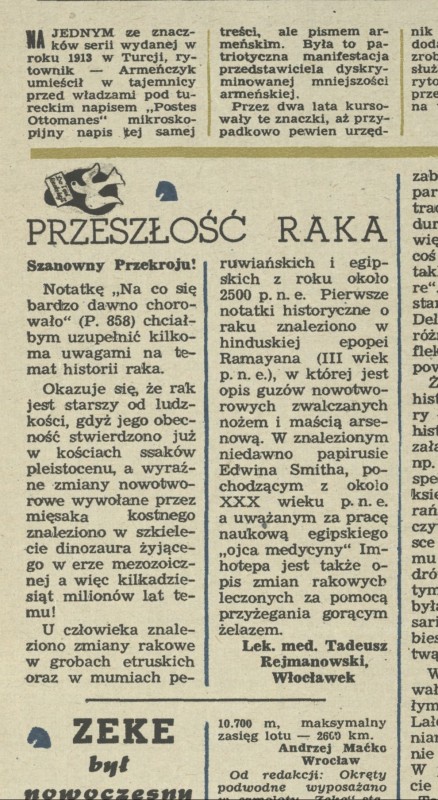 NA JEDNYM ze znacz-
ków serii wydanej w
roku 1913 w Turcji, ry-
townik — Armeńczyk
umieścił w tajemnicy
przed władzami pod tu-
reckim napisem „Postes
Ottomanes" mikrosko-
pijny napis tej samej
treści, ale pismem ar-
meńskim. Była to pa-
triotyczna manifestacja
przedstawiciela dyskry-
minowanej mniejszości
armeńskiej.
Przez dwa lata kurso-
wały te znaczki, aż przy-
padkowo pewien urzęd-
PRZESZŁOŚĆ RAKA
Szanowny Przekroju!
Notatkę „Na co się
bardzo dawno choro-
wało" (P. 858) chciał-
bym uzupełnić kilko-
ma uwagami na te-
mat historii raka.
Okazuje się, że rak
jest starszy od ludz-
kości, gdyż jego obec-
ność stwierdzono już
w kościach ssaków
pleistocenu, a wyraź-
ne zmiany nowotwo-
rowe wywołane przez
mięsaka kostnego
znaleziono w szkiele-
cie dinozaura żyjące-
go w erze mezozoicz-
nej a więc kilkadzie-
siąt milionów lat te-
mu!
U człowieka znale-
ziono zmiany rakowe
w grobach etruskich
oraz w mumiach pe-
ruwiańskich i egip-
skich z roku około
2500 p. n. e. Pierwsze
notatki historyczne o
raku znaleziono w
hinduskiej epopei
Ramayana (III wiek
p. n. e.), w której jest
opis guzów nowotwo-
rowych zwalczanych
nożem i maścią arse-
nową. W znalezionym
niedawno papirusie
Edwina Smitha, po-
chodzącym z około
XXX wieku p. n. e.
a uważanym za pracę
naukową egipskiego
„ojca medycyny" Im-
hotepa jest także o-
pis zmian rakowych
leczonych za pomocą
przyżegania gorącym
żelazem.
Lek. med. Tadeusz
Rejmanowski,
Włocławek
ZEKE
był
nowoczesny
10.700 m, maksymalny
zasięg lotu — 2600 km.
Andrzej Maćko
Wrocław
Od redakcji: Okręty
podwodne wyposażano